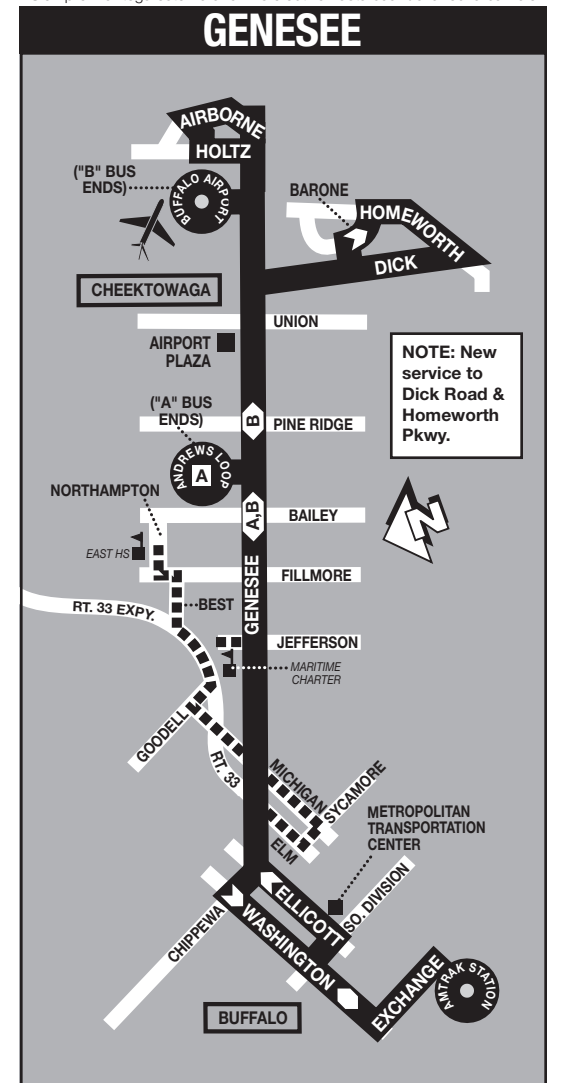 GENESEE
AIRBORNE
HOLTZ
("B" BUS
ENDS)
BUFFALO AIRPORT
BARONE
HOMEWORTH
DICK
CHEEKTOWAGA
UNION
AIRPORT
PLAZA
NOTE: New
service to
Dick Road &
Homeworth
Pkwy.
("A" BUS
ENDS)
B
PINE RIDGE
ANDREWS LOOP
A
NORTHAMPTON
A,B
BAILEY
N
EAST HS
GENESEE
FILLMORE
RT. 33 EXPY.
BEST
JEFFERSON
MARITIME
CHARTER
GOODELL
RT. 33
MICHIGAN
SYCAMORE
ELM
METROPOLITAN
TRANSPORTATION
CENTER
ELLICOTT
SO. DIVISION
CHIPPEWA
WASHINGTON
EXCHANGE
AMTRAK STATION
BUFFALO